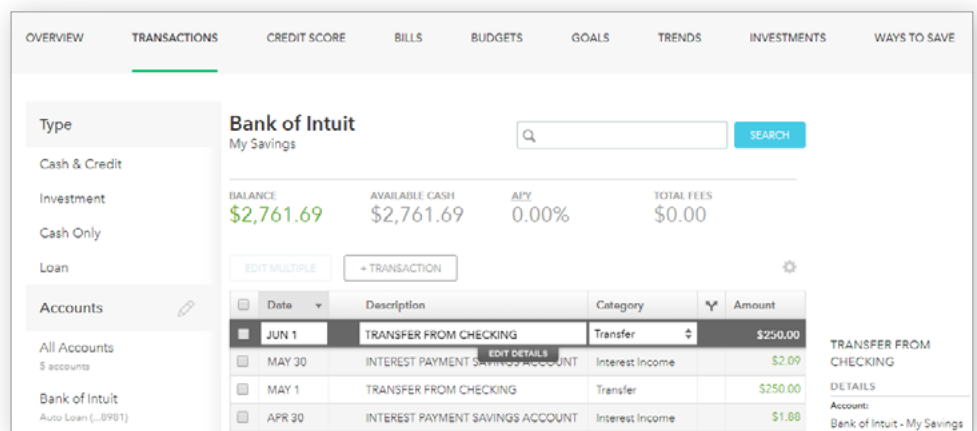 OVERVIEW TRANSACTIONS CREDIT SCORE BILLS BUDGETS GOALS TRENDS INVESTMENTS WAYS TO SAVE
Type
Cash & Credit
Investment
Cash Only
Loan
Accounts
All Accounts
5 accounts
Bank of Intuit
Auto Loan (...8981)
Bank of Intuit
My Savings
SEARCH
BALANCE AVAILABLE CASH APY TOTAL FEES
$2,761.69 $2,761.69 0.00% $0.00
EDIT MULTIPLE + TRANSACTION
Date Description Category Amount
JUN 1 TRANSFER FROM CHECKING Transfer $250.00
EDIT DETAILS
MAY 30 INTEREST PAYMENT SAVINGS ACCOUNT Interest Income $2.09
MAY 1 TRANSFER FROM CHECKING Transfer $250.00
APR 30 INTEREST PAYMENT SAVINGS ACCOUNT Interest Income $1.88
TRANSFER FROM
CHECKING
DETAILS
Account:
Bank of Intuit - My Savings